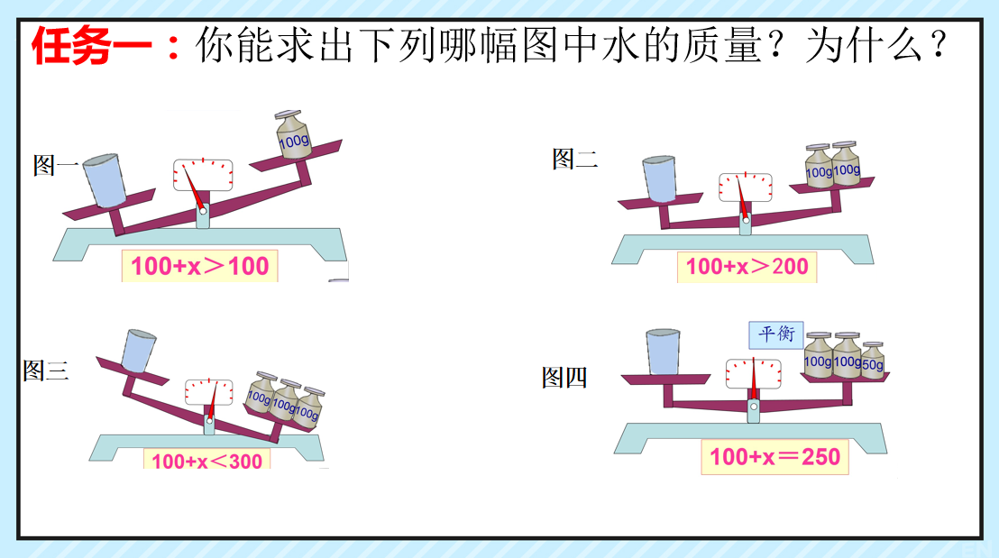 任务一：你能求出下列哪幅图中水的质量？为什么？
图一
100g
100+x＞100
图二
100g 100g
100+x＞200
图三
100g 100g 100g
100+x＜300
图四
平衡
100g 100g 50g
100+x＝250
EN